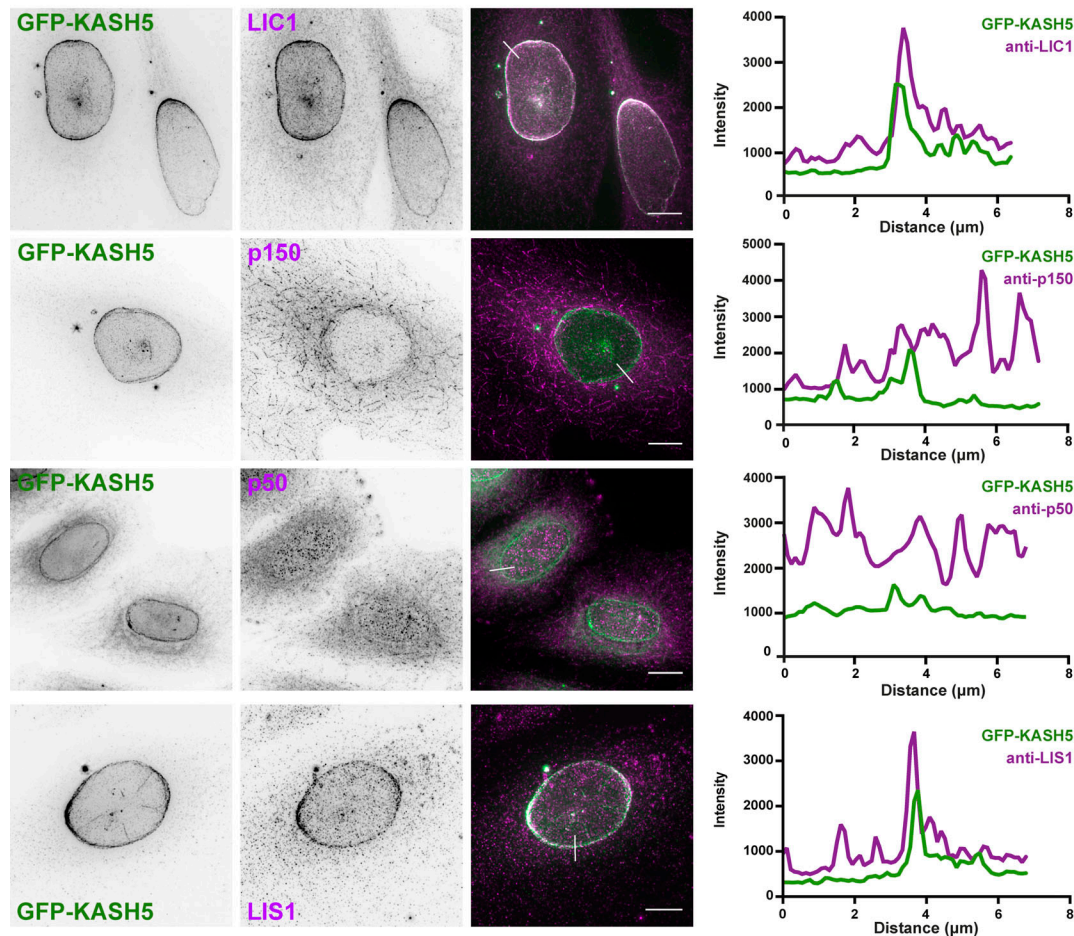 GFP-KASH5
LIC1
GFP-KASH5
anti-LIC1
Intensity
4000
3000
2000
1000
0
0 2 4 6 8
Distance (µm)
GFP-KASH5
p150
GFP-KASH5
anti-p150
Intensity
5000
4000
3000
2000
1000
0
0 2 4 6 8
Distance (µm)
GFP-KASH5
p50
GFP-KASH5
anti-p50
Intensity
4000
3000
2000
1000
0
0 2 4 6 8
Distance (µm)
GFP-KASH5
LIS1
GFP-KASH5
anti-LIS1
Intensity
4000
3000
2000
1000
0
0 2 4 6 8
Distance (µm)